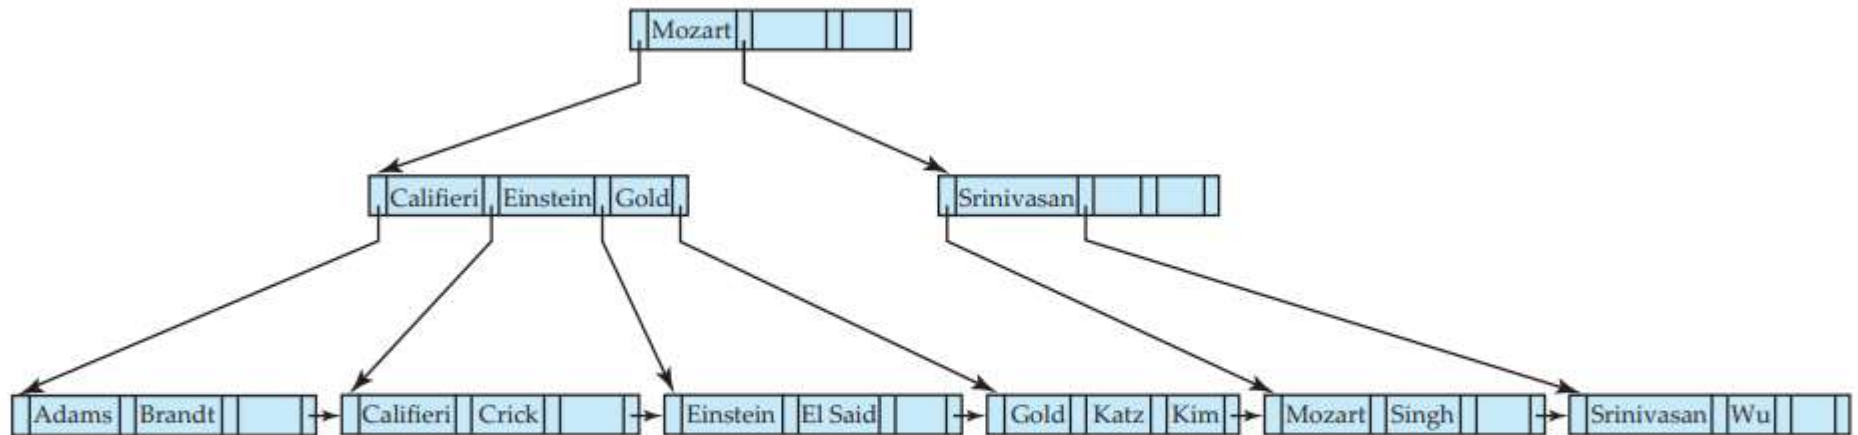 Mozart
Califieri Einstein Gold Srinivasan
Adams Brandt Califieri Crick Einstein El Said Gold Katz Kim Mozart Singh Srinivasan Wu